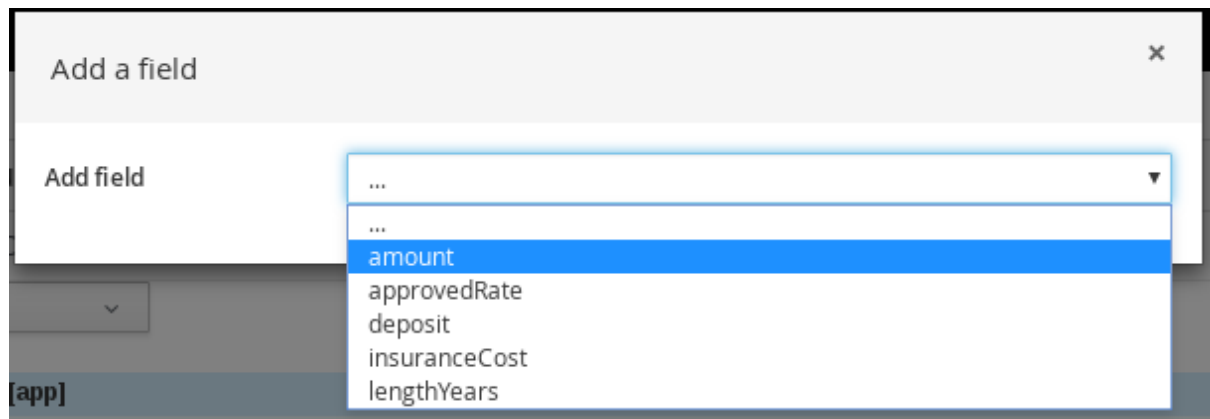 Add a field
×
Add field
...
...
amount
approvedRate
deposit
insuranceCost
lengthYears
[app]